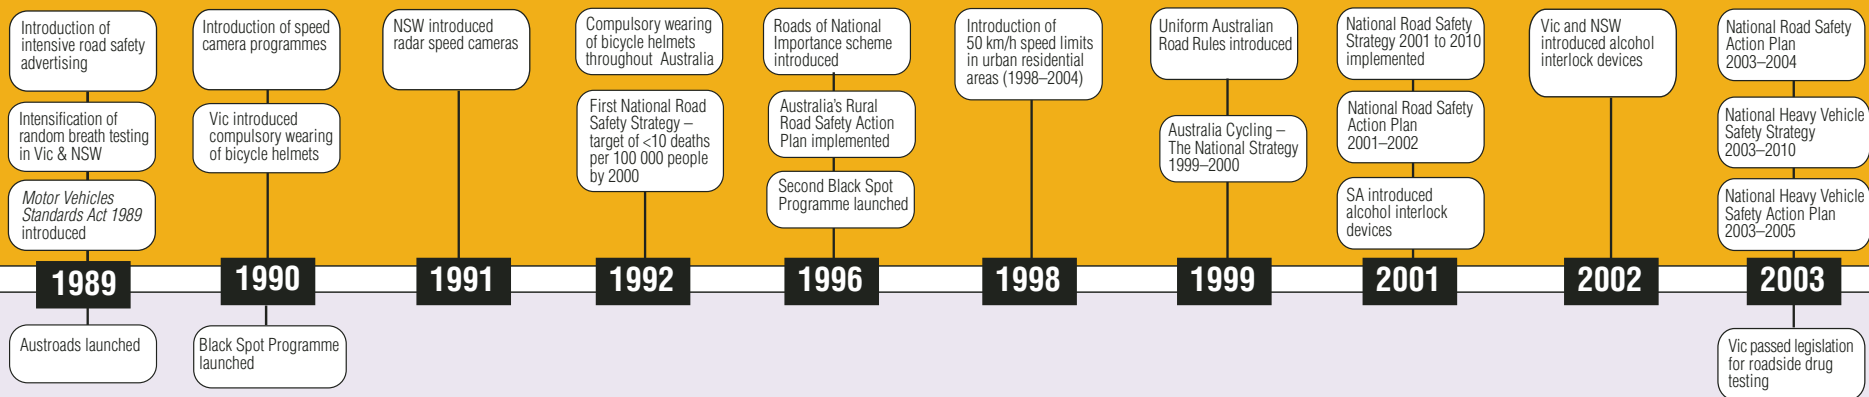 Introduction of
intensive road safety
advertising
Intensification of
random breath testing
in Vic & NSW
Motor Vehicles
Standards Act 1989
introduced
1989
Austroads launched
Introduction of speed
camera programmes
Vic introduced
compulsory wearing
of bicycle helmets
1990
Black Spot Programme
launched
NSW introduced
radar speed cameras
1991
Compulsory wearing
of bicycle helmets
throughout Australia
First National Road
Safety Strategy –
target of <10 deaths
per 100 000 people
by 2000
1992
Roads of National
Importance scheme
introduced
Australia's Rural
Road Safety Action
Plan implemented
Second Black Spot
Programme launched
1996
Introduction of
50 km/h speed limits
in urban residential
areas (1998–2004)
1998
Uniform Australian
Road Rules introduced
Australia Cycling –
The National Strategy
1999–2000
1999
National Road Safety
Strategy 2001 to 2010
implemented
National Road Safety
Action Plan
2001–2002
SA introduced
alcohol interlock
devices
2001
Vic and NSW
introduced alcohol
interlock devices
2002
National Road Safety
Action Plan
2003–2004
National Heavy Vehicle
Safety Strategy
2003–2010
National Heavy Vehicle
Safety Action Plan
2003–2005
2003
Vic passed legislation
for roadside drug
testing